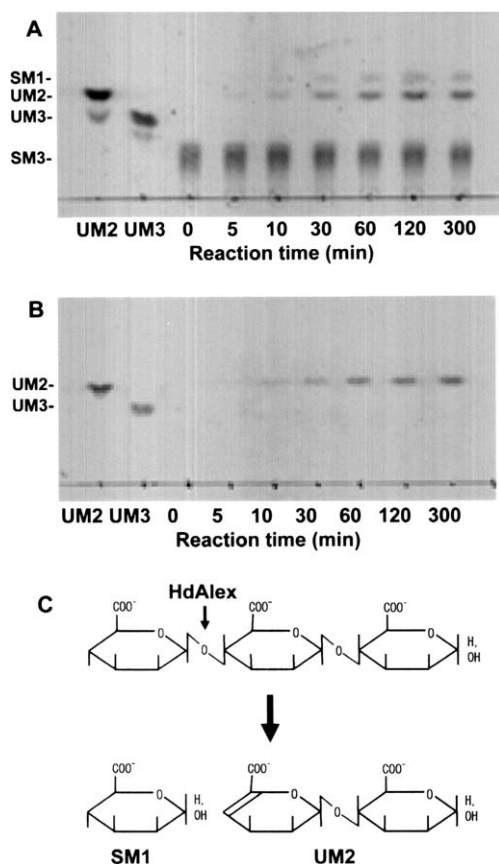 A
SM1-
UM2-
UM3-
SM3-
UM2 UM3 0 5 10 30 60 120 300
Reaction time (min)
B
UM2-
UM3-
UM2 UM3 0 5 10 30 60 120 300
Reaction time (min)
C
HdAlex
COO⁻ COO⁻ COO⁻
O O O
O O
H,
OH
COO⁻ COO⁻ COO⁻
O O O
H, O H,
OH OH
SM1 UM2